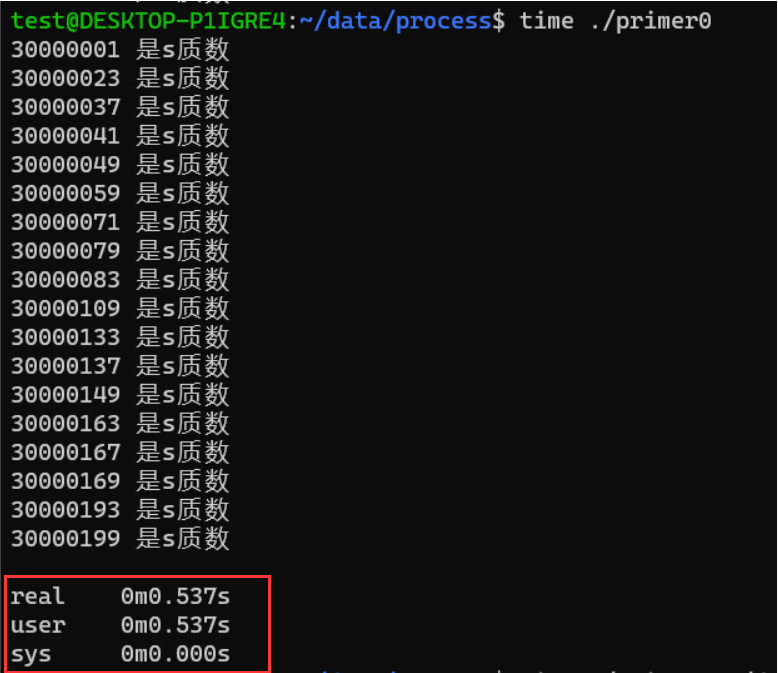 test@DESKTOP-P1IGRE4:~/data/process$ time ./primer0
30000001 是s质数
30000023 是s质数
30000037 是s质数
30000041 是s质数
30000049 是s质数
30000059 是s质数
30000071 是s质数
30000079 是s质数
30000083 是s质数
30000109 是s质数
30000133 是s质数
30000137 是s质数
30000149 是s质数
30000163 是s质数
30000167 是s质数
30000169 是s质数
30000193 是s质数
30000199 是s质数
real 0m0.537s
user 0m0.537s
sys 0m0.000s